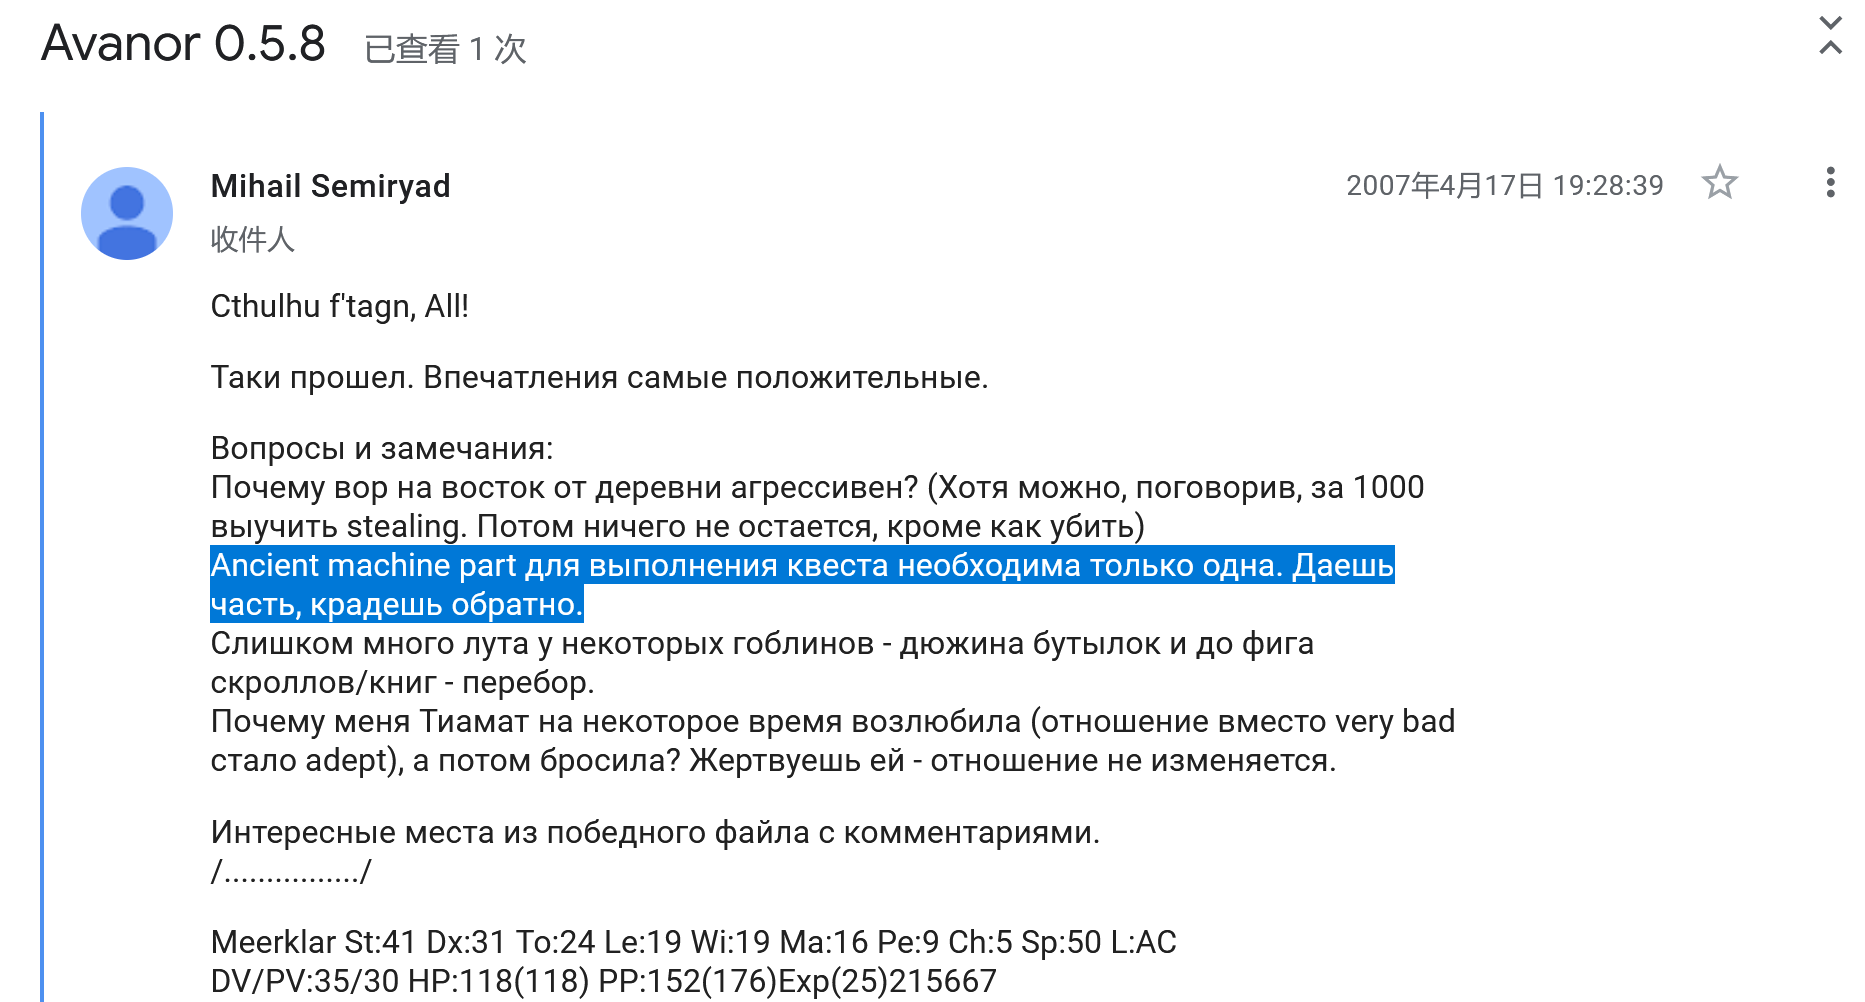 Avanor 0.5.8 已查看 1 次
Mihail Semiryad 2007年4月17日 19:28:39
收件人
Cthulhu f'tagn, All!
Таки прошел. Впечатления самые положительные.
Вопросы и замечания:
Почему вор на восток от деревни агрессивен? (Хотя можно, поговорив, за 1000
выучить stealing. Потом ничего не остается, кроме как убить)
Ancient machine part для выполнения квеста необходима только одна. Даешь
часть, крадешь обратно.
Слишком много лута у некоторых гоблинов - дюжина бутылок и до фига
скроллов/книг - перебор.
Почему меня Тиамат на некоторое время возлюбила (отношение вместо very bad
стало adept), а потом бросила? Жертвуешь ей - отношение не изменяется.
Интересные места из победного файла с комментариями.
/................/
Meerklar St:41 Dx:31 To:24 Le:19 Wi:19 Ma:16 Pe:9 Ch:5 Sp:50 L:AC
DV/PV:35/30 HP:118(118) PP:152(176)Exp(25)215667